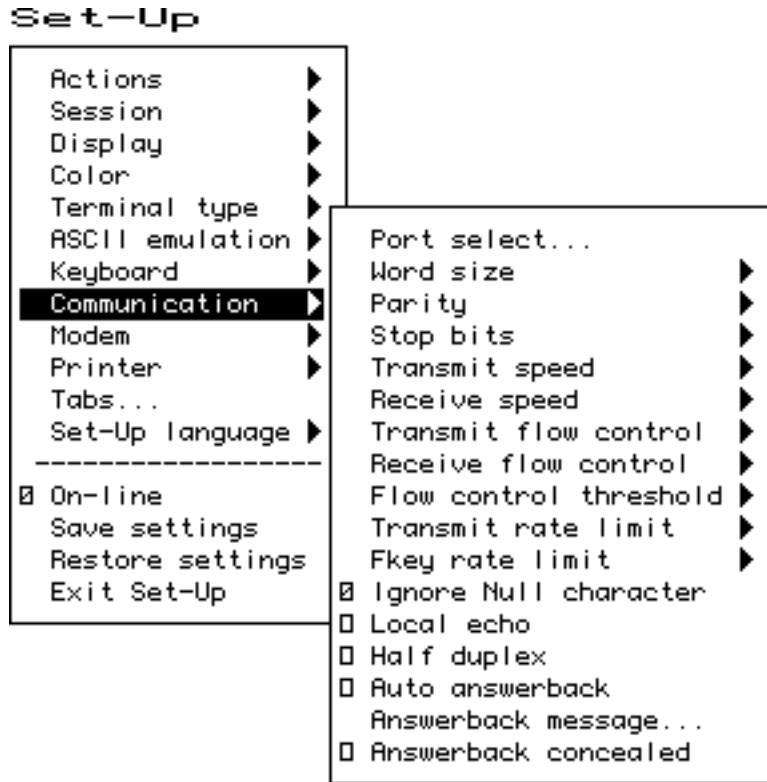 Set-Up
Actions
Session
Display
Color
Terminal type
ASCII emulation
Keyboard
Communication
Modem
Printer
Tabs...
Set-Up language
------------------
On-line
Save settings
Restore settings
Exit Set-Up
Port select...
Word size
Parity
Stop bits
Transmit speed
Receive speed
Transmit flow control
Receive flow control
Flow control threshold
Transmit rate limit
Fkey rate limit
Ignore Null character
Local echo
Half duplex
Auto answerback
Answerback message...
Answerback concealed